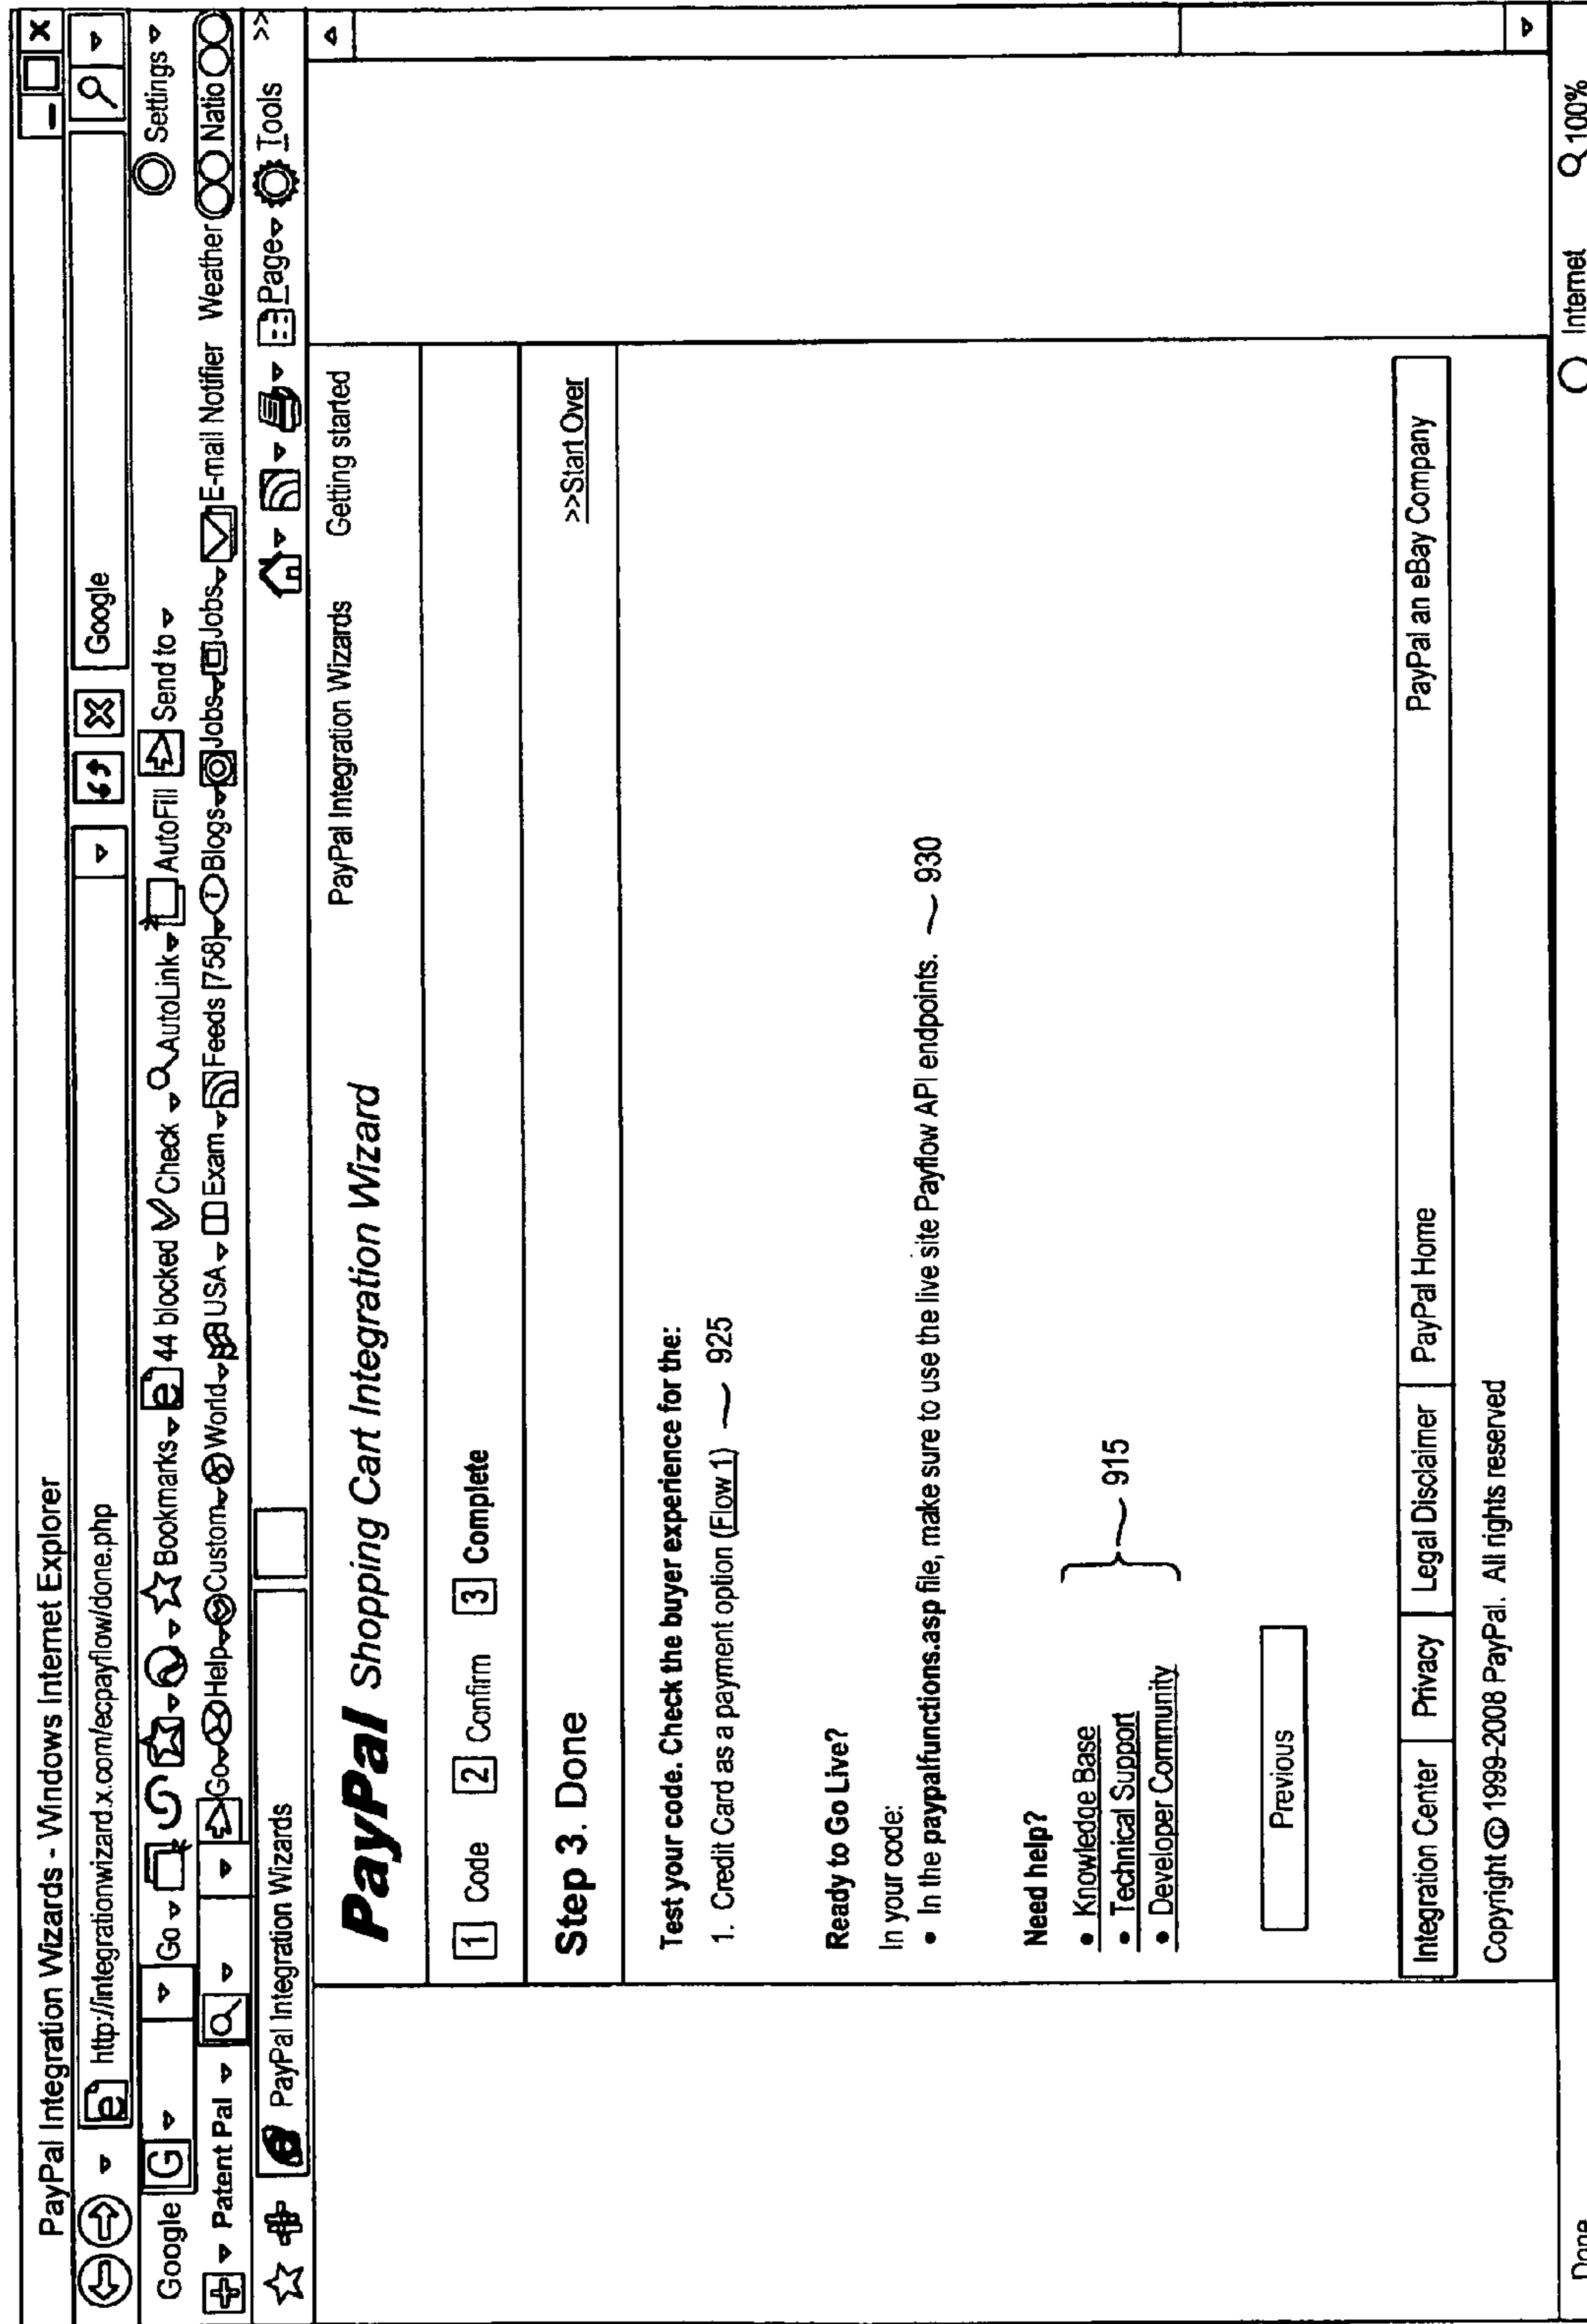 PayPal Integration Wizards - Windows Internet Explorer
http://integrationwizard.x.com/ecpayflow/done.php Google
Google G Go Bookmarks 44 blocked Check AutoLink AutoFill Send to Settings
Patent Pal Go Help Custom World USA Exam Feeds [758] Blogs Jobs Jobs E-mail Notifier Weather Natio
PayPal Integration Wizards Page Tools >>
PayPal Shopping Cart Integration Wizard PayPal Integration Wizards Getting started
1 Code 2 Confirm 3 Complete
Step 3. Done >>Start Over
Test your code. Check the buyer experience for the:
1. Credit Card as a payment option (Flow 1) 925
Ready to Go Live?
In your code:
• In the paypalfunctions.asp file, make sure to use the live site Payflow API endpoints. 930
Need help?
• Knowledge Base
• Technical Support 915
• Developer Community
Previous
Integration Center Privacy Legal Disclaimer PayPal Home PayPal an eBay Company
Copyright © 1999-2008 PayPal. All rights reserved
Done Internet 100%